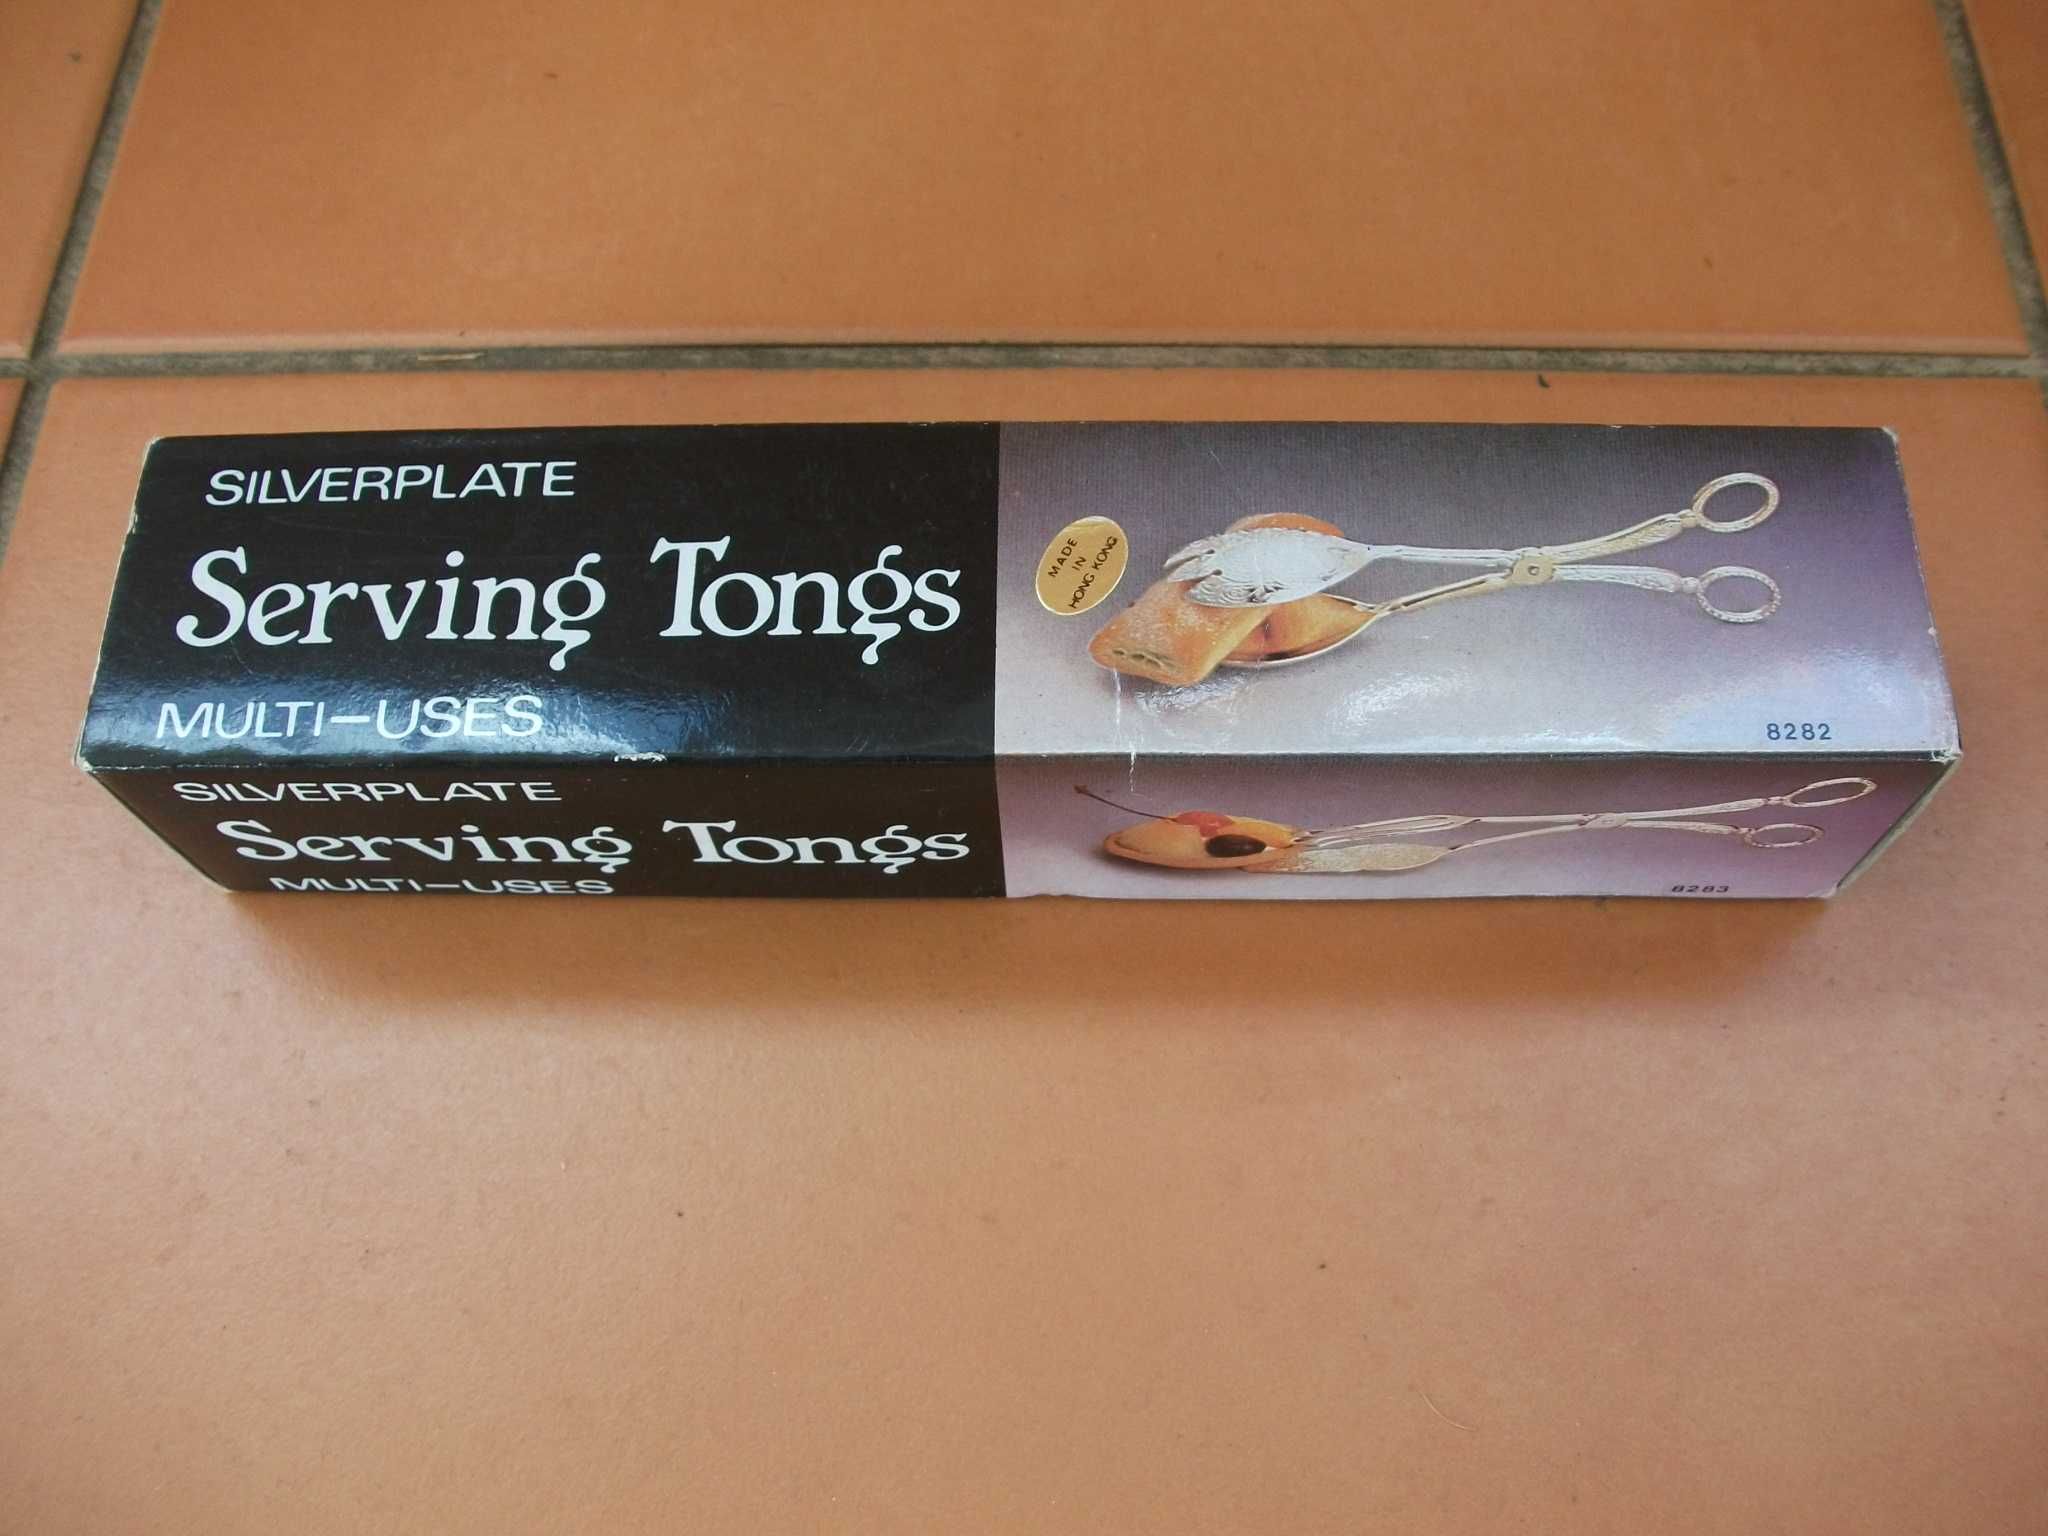 SILVERPLATE
Serving Tongs
MULTI-USES
MADE
IN
HONG KONG
8282
SILVERPLATE
Serving Tongs
MULTI-USES
8283